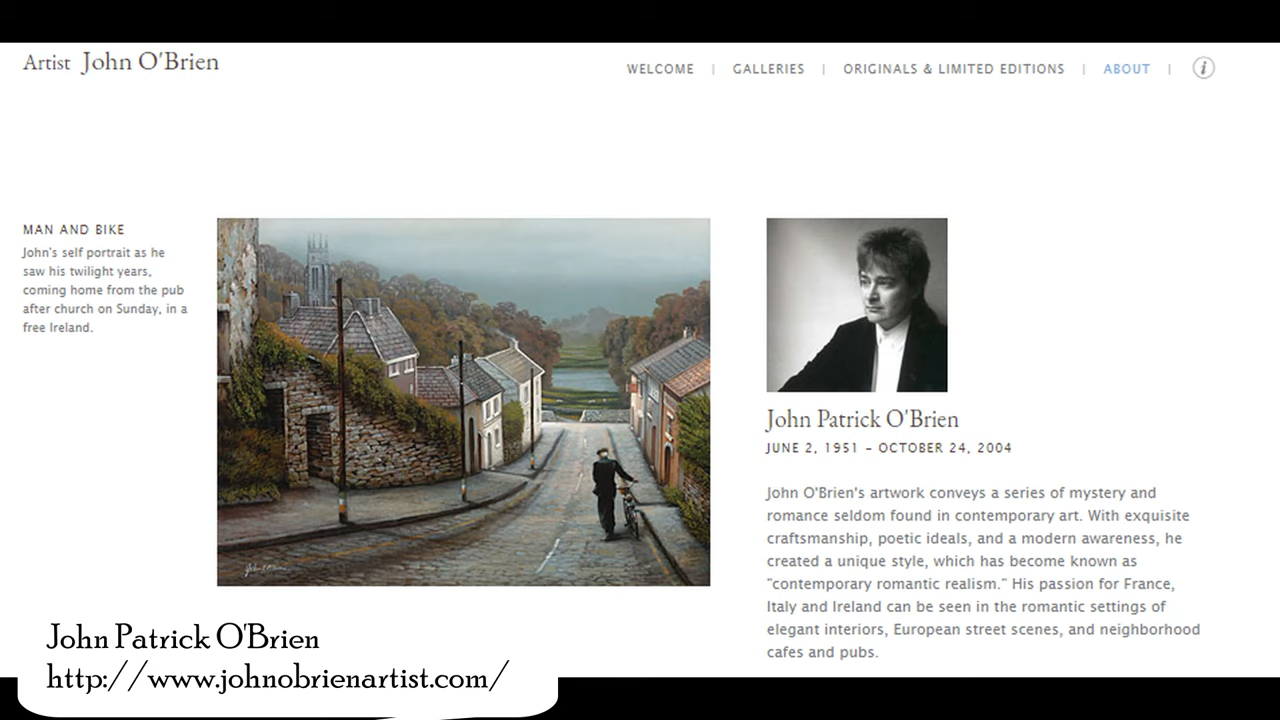 Artist John O'Brien
WELCOME | GALLERIES | ORIGINALS & LIMITED EDITIONS | ABOUT | i
MAN AND BIKE
John's self portrait as he
saw his twilight years,
coming home from the pub
after church on Sunday, in a
free Ireland.
John Patrick O'Brien
JUNE 2, 1951 – OCTOBER 24, 2004
John O'Brien's artwork conveys a series of mystery and
romance seldom found in contemporary art. With exquisite
craftsmanship, poetic ideals, and a modern awareness, he
created a unique style, which has become known as
"contemporary romantic realism." His passion for France,
Italy and Ireland can be seen in the romantic settings of
elegant interiors, European street scenes, and neighborhood
cafes and pubs.
John Patrick O'Brien
http://www.johnobrienartist.com/